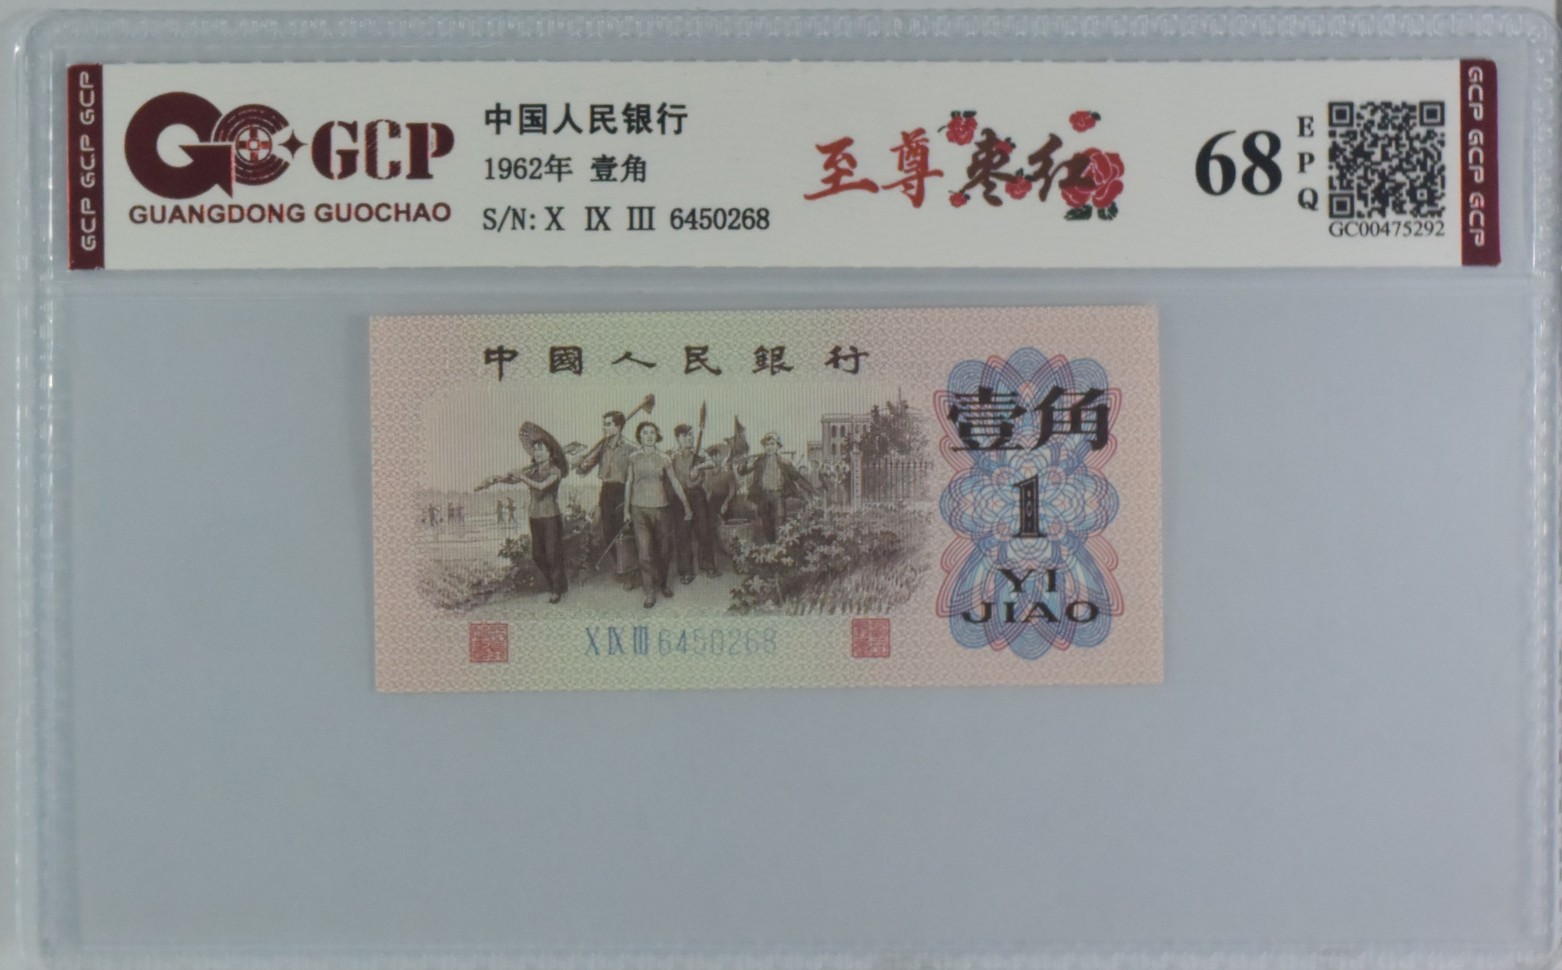 GCP GCP GCP
GCP
GUANGDONG GUOCHAO
中国人民银行
1962年 壹角
S/N: X IX III 6450268
至尊枣红
68
EPQ
GC00475292
GCP GCP GCP
中國人民銀行
壹角
1
YI
JIAO
X IX III 6450268